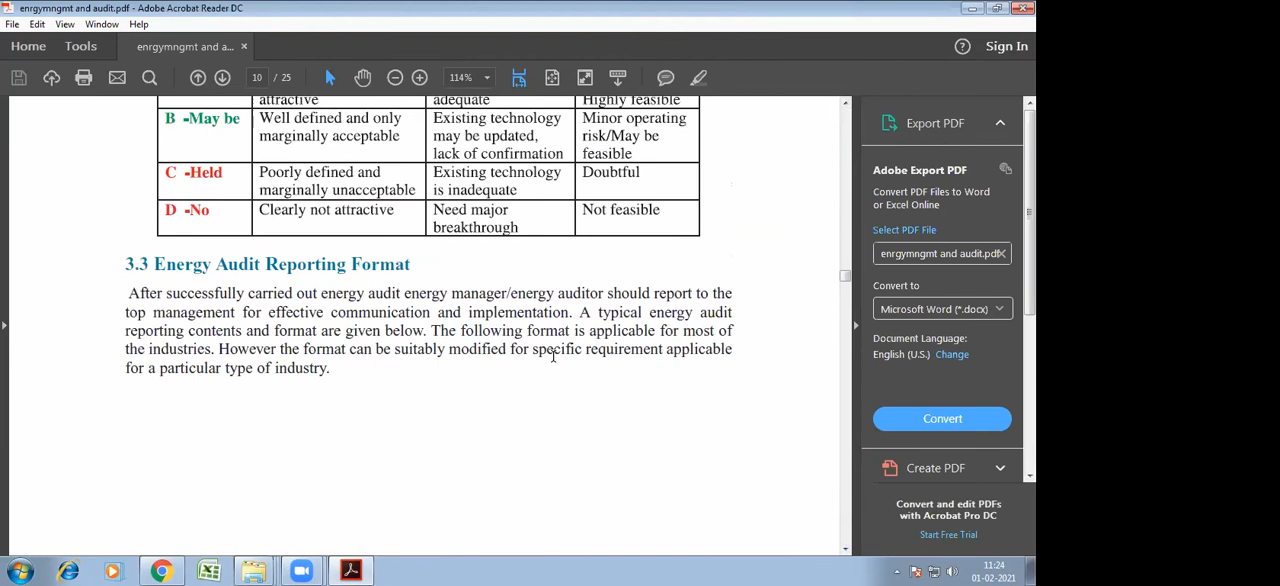 enrgymngmt and audit.pdf - Adobe Acrobat Reader DC
File Edit View Window Help
Home Tools enrgymngmt and a... × Sign In
10 / 25 114%
attractive adequate Highly feasible
B -May be Well defined and only Existing technology Minor operating
marginally acceptable may be updated, risk/May be
lack of confirmation feasible
C -Held Poorly defined and Existing technology Doubtful
marginally unacceptable is inadequate
D -No Clearly not attractive Need major Not feasible
breakthrough
3.3 Energy Audit Reporting Format
After successfully carried out energy audit energy manager/energy auditor should report to the
top management for effective communication and implementation. A typical energy audit
reporting contents and format are given below. The following format is applicable for most of
the industries. However the format can be suitably modified for specific requirement applicable
for a particular type of industry.
Export PDF
Adobe Export PDF
Convert PDF Files to Word
or Excel Online
Select PDF File
enrgymngmt and audit.pdf
Convert to
Microsoft Word (*.docx)
Document Language:
English (U.S.) Change
Convert
Create PDF
Convert and edit PDFs
with Acrobat Pro DC
Start Free Trial
11:24
01-02-2021